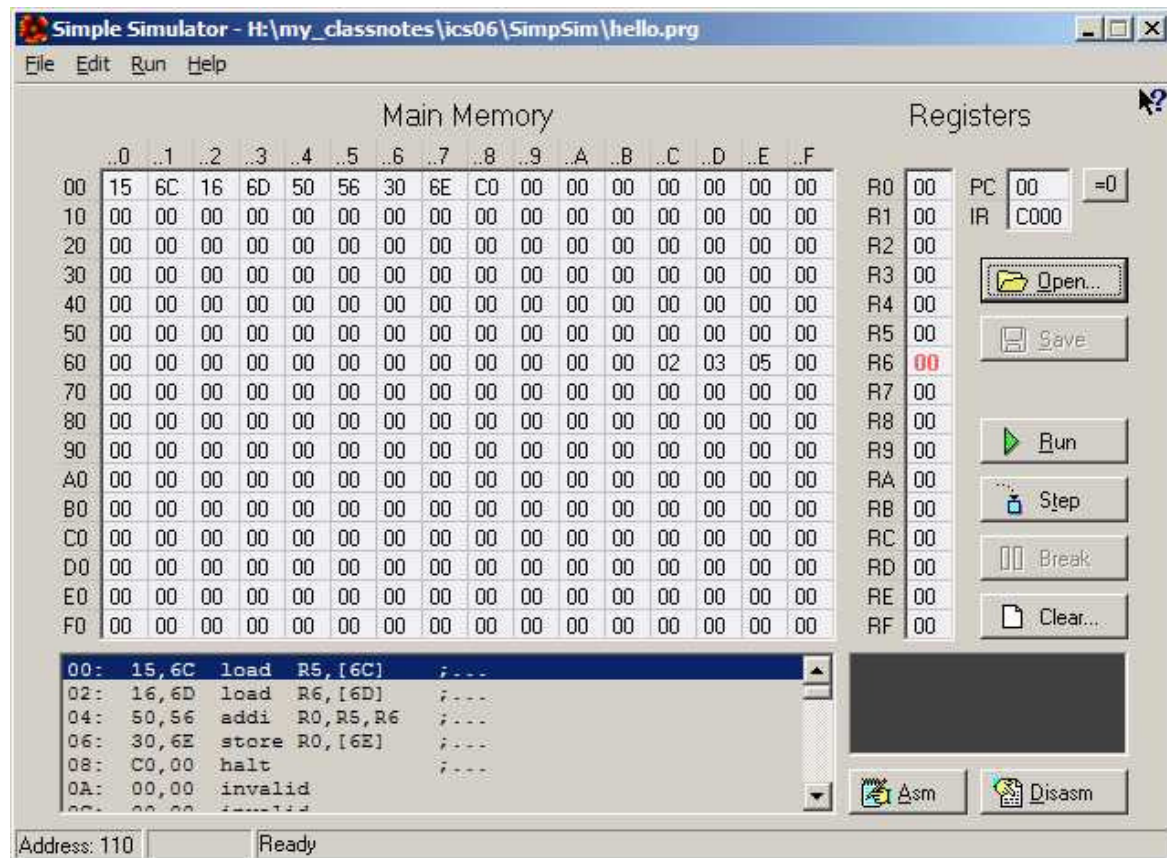 Simple Simulator - H:\my_classnotes\ics06\SimpSim\hello.prg
File Edit Run Help
Main Memory
..0 ..1 ..2 ..3 ..4 ..5 ..6 ..7 ..8 ..9 ..A ..B ..C ..D ..E ..F
00 15 6C 16 6D 50 56 30 6E C0 00 00 00 00 00 00 00
10 00 00 00 00 00 00 00 00 00 00 00 00 00 00 00 00
20 00 00 00 00 00 00 00 00 00 00 00 00 00 00 00 00
30 00 00 00 00 00 00 00 00 00 00 00 00 00 00 00 00
40 00 00 00 00 00 00 00 00 00 00 00 00 00 00 00 00
50 00 00 00 00 00 00 00 00 00 00 00 00 00 00 00 00
60 00 00 00 00 00 00 00 00 00 00 00 00 02 03 05 00
70 00 00 00 00 00 00 00 00 00 00 00 00 00 00 00 00
80 00 00 00 00 00 00 00 00 00 00 00 00 00 00 00 00
90 00 00 00 00 00 00 00 00 00 00 00 00 00 00 00 00
A0 00 00 00 00 00 00 00 00 00 00 00 00 00 00 00 00
B0 00 00 00 00 00 00 00 00 00 00 00 00 00 00 00 00
C0 00 00 00 00 00 00 00 00 00 00 00 00 00 00 00 00
D0 00 00 00 00 00 00 00 00 00 00 00 00 00 00 00 00
E0 00 00 00 00 00 00 00 00 00 00 00 00 00 00 00 00
F0 00 00 00 00 00 00 00 00 00 00 00 00 00 00 00 00
Registers
R0 00
R1 00
R2 00
R3 00
R4 00
R5 00
R6 00
R7 00
R8 00
R9 00
RA 00
RB 00
RC 00
RD 00
RE 00
RF 00
PC 00 =0
IR C000
Open...
Save
Run
Step
Break
Clear...
00: 15,6C load R5,[6C] ;...
02: 16,6D load R6,[6D] ;...
04: 50,56 addi R0,R5,R6 ;...
06: 30,6E store R0,[6E] ;...
08: C0,00 halt ;...
0A: 00,00 invalid
Asm
Disasm
Address: 110 Ready